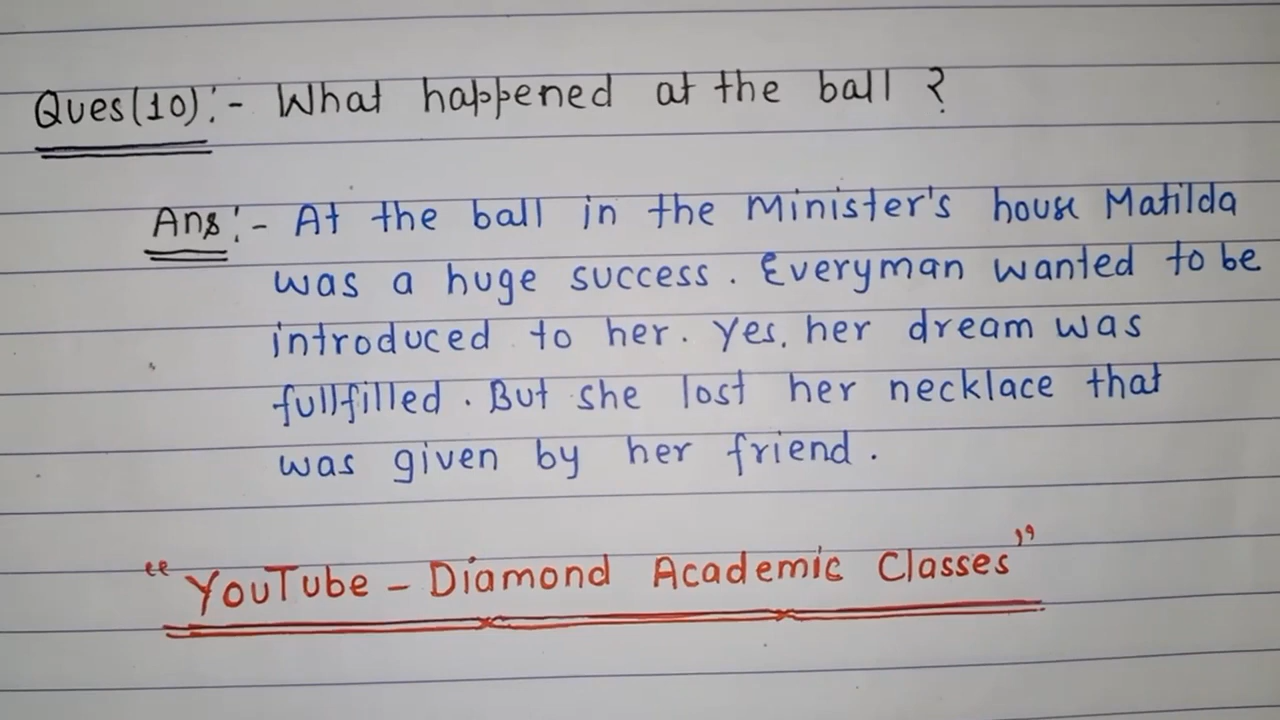 Ques(10):- What happened at the ball ?
Ans:- At the ball in the Minister's house Matilda
was a huge success. Everyman wanted to be
introduced to her. Yes, her dream was
fullfilled. But she lost her necklace that
was given by her friend.
"YouTube - Diamond Academic Classes"